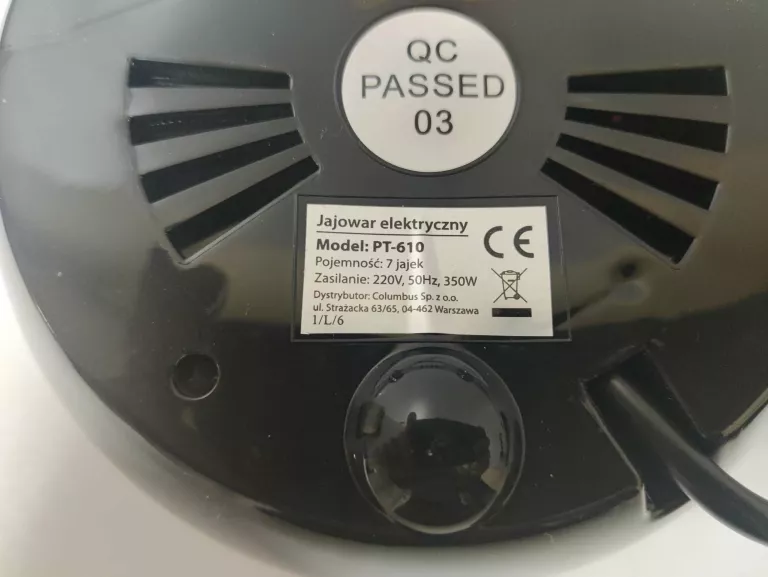 QC
PASSED
03
Jajowar elektryczny
Model: PT-610
Pojemność: 7 jajek
Zasilanie: 220V, 50Hz, 350W
Dystrybutor: Columbus Sp. z o.o.
ul. Strażacka 63/65, 04-462 Warszawa
1/L/6
CE